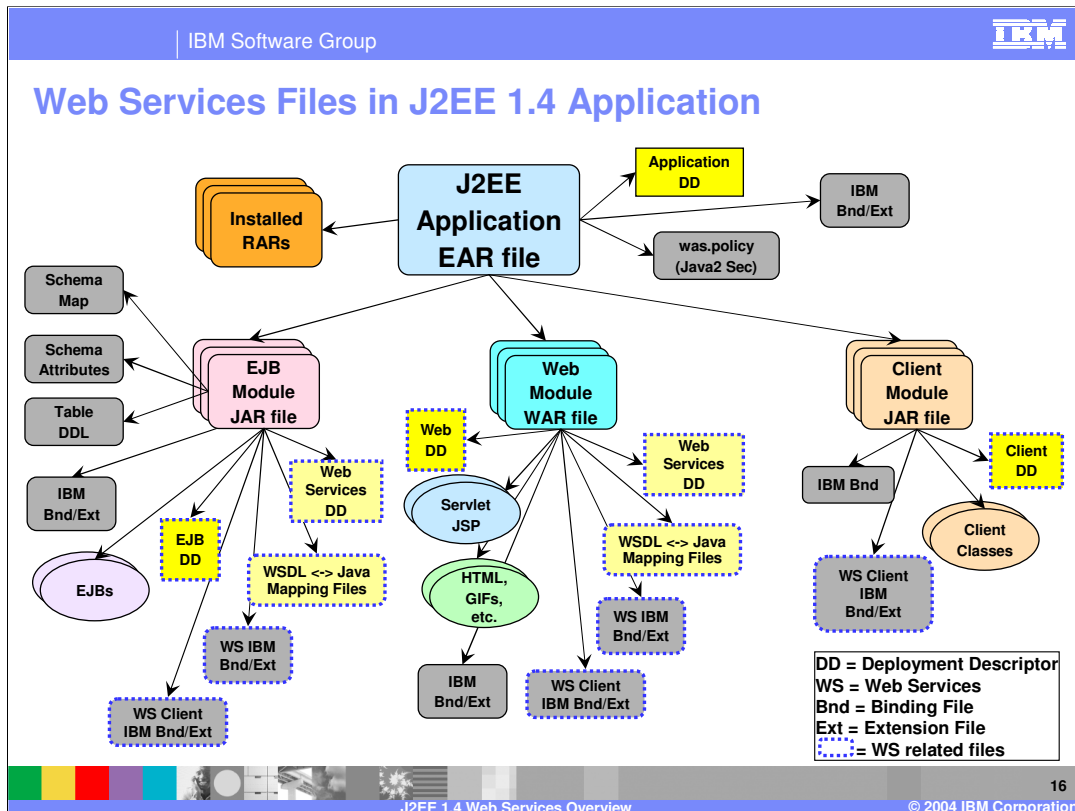 IBM Software Group
IBM
Web Services Files in J2EE 1.4 Application
J2EE
Application
EAR file
Application
DD
IBM
Bnd/Ext
was.policy
(Java2 Sec)
Installed
RARs
Schema
Map
Schema
Attributes
Table
DDL
IBM
Bnd/Ext
EJB
Module
JAR file
EJBs
EJB
DD
Web
Services
DD
WSDL <-> Java
Mapping Files
WS IBM
Bnd/Ext
WS Client
IBM Bnd/Ext
Web
Module
WAR file
Web
DD
Servlet
JSP
HTML,
GIFs,
etc.
IBM
Bnd/Ext
Web
Services
DD
WSDL <-> Java
Mapping Files
WS IBM
Bnd/Ext
WS Client
IBM Bnd/Ext
Client
Module
JAR file
IBM Bnd
Client
DD
Client
Classes
WS Client
IBM
Bnd/Ext
DD = Deployment Descriptor
WS = Web Services
Bnd = Binding File
Ext = Extension File
= WS related files
16
J2EE 1.4 Web Services Overview
© 2004 IBM Corporation